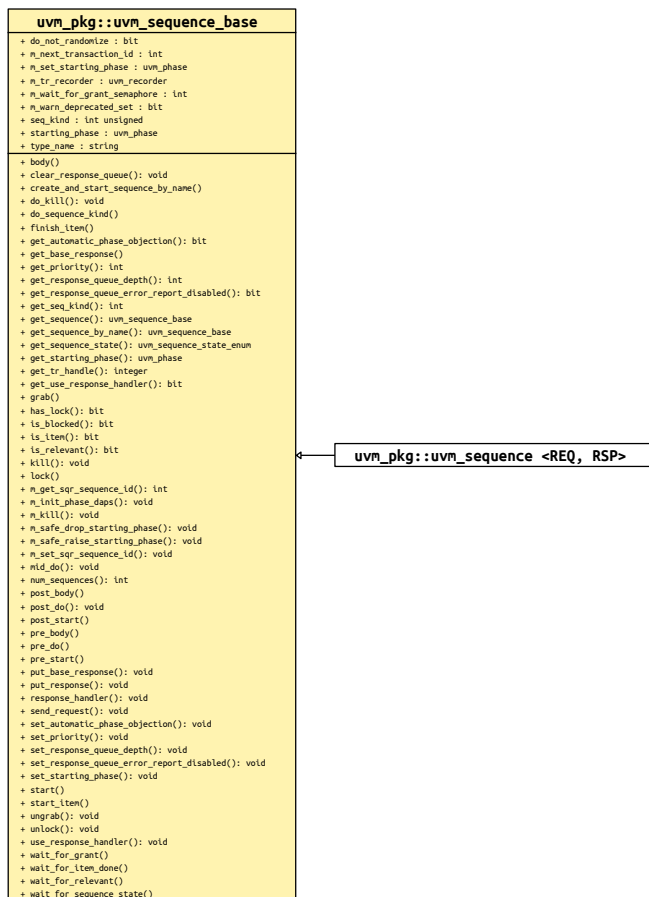 uvm_pkg::uvm_sequence_base
+ do_not_randomize : bit
+ m_next_transaction_id : int
+ m_set_starting_phase : uvm_phase
+ m_tr_recorder : uvm_recorder
+ m_wait_for_grant_semaphore : int
+ m_warn_deprecated_set : bit
+ seq_kind : int unsigned
+ starting_phase : uvm_phase
+ type_name : string
+ body()
+ clear_response_queue(): void
+ create_and_start_sequence_by_name()
+ do_kill(): void
+ do_sequence_kind()
+ finish_item()
+ get_automatic_phase_objection(): bit
+ get_base_response()
+ get_priority(): int
+ get_response_queue_depth(): int
+ get_response_queue_error_report_disabled(): bit
+ get_seq_kind(): int
+ get_sequence(): uvm_sequence_base
+ get_sequence_by_name(): uvm_sequence_base
+ get_sequence_state(): uvm_sequence_state_enum
+ get_starting_phase(): uvm_phase
+ get_tr_handle(): integer
+ get_use_response_handler(): bit
+ grab()
+ has_lock(): bit
+ is_blocked(): bit
+ is_item(): bit
+ is_relevant(): bit
+ kill(): void
+ lock()
+ m_get_sqr_sequence_id(): int
+ m_init_phase_daps(): void
+ m_kill(): void
+ m_safe_drop_starting_phase(): void
+ m_safe_raise_starting_phase(): void
+ m_set_sqr_sequence_id(): void
+ mid_do(): void
+ num_sequences(): int
+ post_body()
+ post_do(): void
+ post_start()
+ pre_body()
+ pre_do()
+ pre_start()
+ put_base_response(): void
+ put_response(): void
+ response_handler(): void
+ send_request(): void
+ set_automatic_phase_objection(): void
+ set_priority(): void
+ set_response_queue_depth(): void
+ set_response_queue_error_report_disabled(): void
+ set_starting_phase(): void
+ start()
+ start_item()
+ ungrab(): void
+ unlock(): void
+ use_response_handler(): void
+ wait_for_grant()
+ wait_for_item_done()
+ wait_for_relevant()
+ wait_for_sequence_state()
uvm_pkg::uvm_sequence <REQ, RSP>